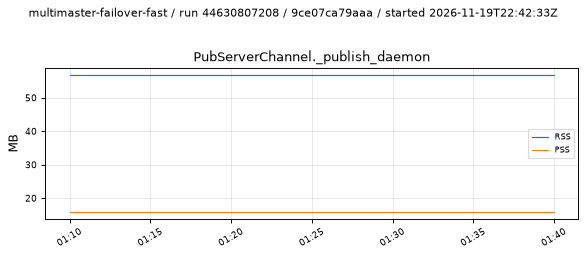 multimaster-failover-fast / run 44630807208 / 9ce07ca79aaa / started 2026-11-19T22:42:33Z
PubServerChannel._publish_daemon
MB
50
40
30
20
RSS
PSS
01:10
01:15
01:20
01:25
01:30
01:35
01:40